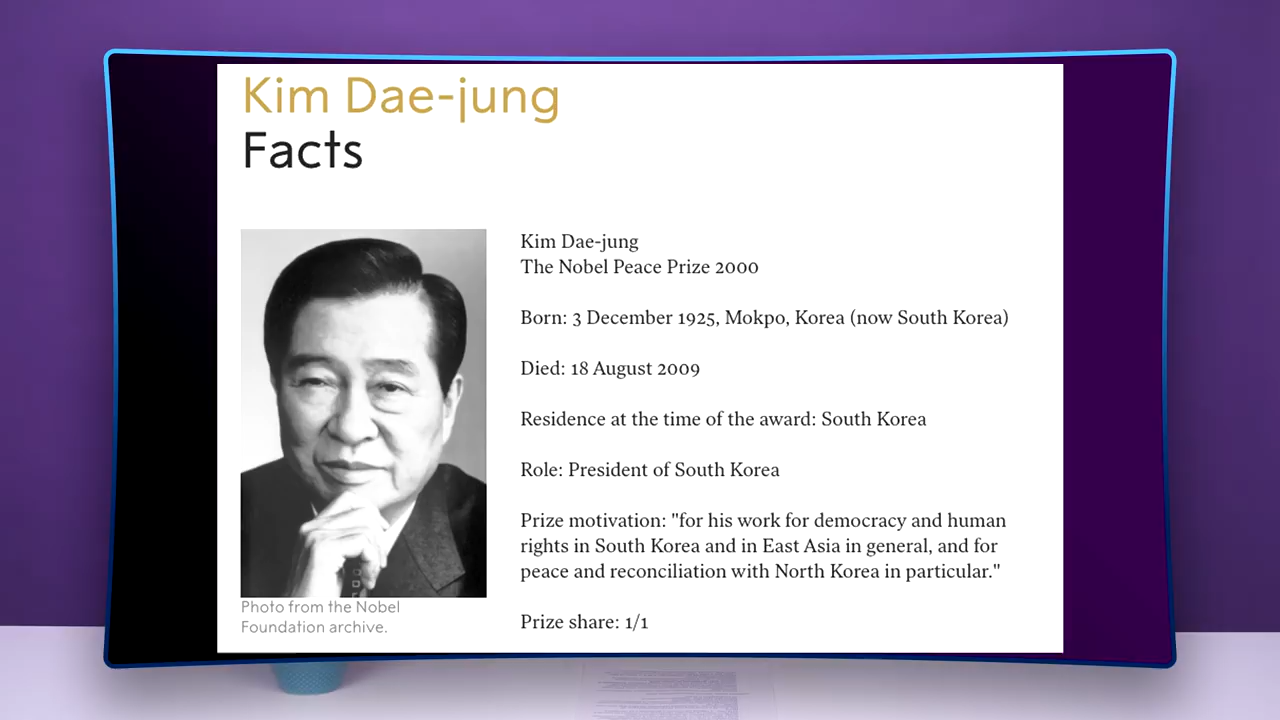 Kim Dae-jung
Facts
Kim Dae-jung
The Nobel Peace Prize 2000
Born: 3 December 1925, Mokpo, Korea (now South Korea)
Died: 18 August 2009
Residence at the time of the award: South Korea
Role: President of South Korea
Prize motivation: "for his work for democracy and human
rights in South Korea and in East Asia in general, and for
peace and reconciliation with North Korea in particular."
Prize share: 1/1
Photo from the Nobel
Foundation archive.